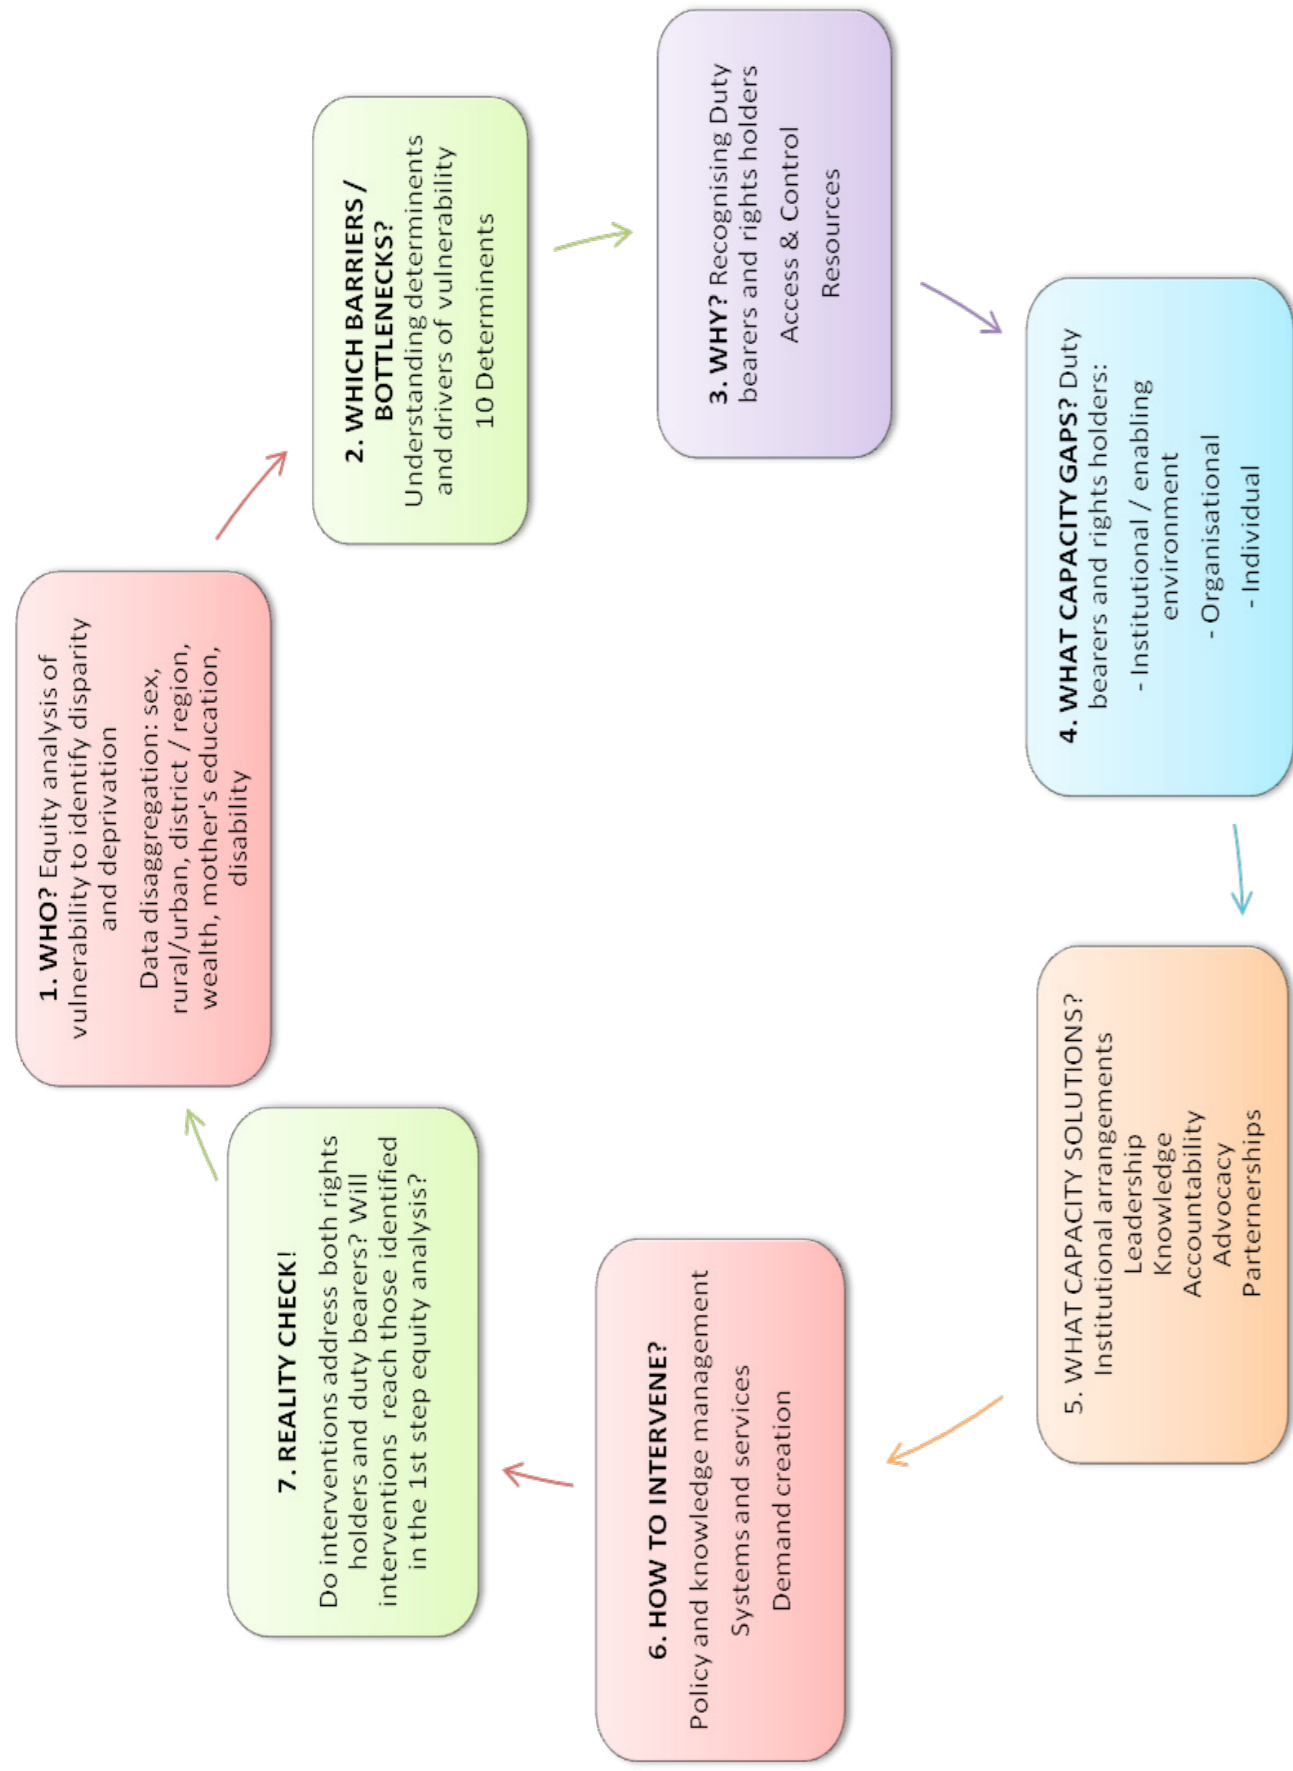 1. WHO? Equity analysis of
vulnerability to identify disparity
and deprivation
Data disaggregation: sex,
rural/urban, district / region,
wealth, mother's education,
disability
2. WHICH BARRIERS /
BOTTLENECKS?
Understanding determinents
and drivers of vulnerability
10 Determinents
3. WHY? Recognising Duty
bearers and rights holders
Access & Control
Resources
4. WHAT CAPACITY GAPS? Duty
bearers and rights holders:
- Institutional / enabling
environment
- Organisational
- Individual
5. WHAT CAPACITY SOLUTIONS?
Institutional arrangements
Leadership
Knowledge
Accountability
Advocacy
Parternerships
6. HOW TO INTERVENE?
Policy and knowledge management
Systems and services
Demand creation
7. REALITY CHECK!
Do interventions address both rights
holders and duty bearers? Will
interventions reach those identified
in the 1st step equity analysis?